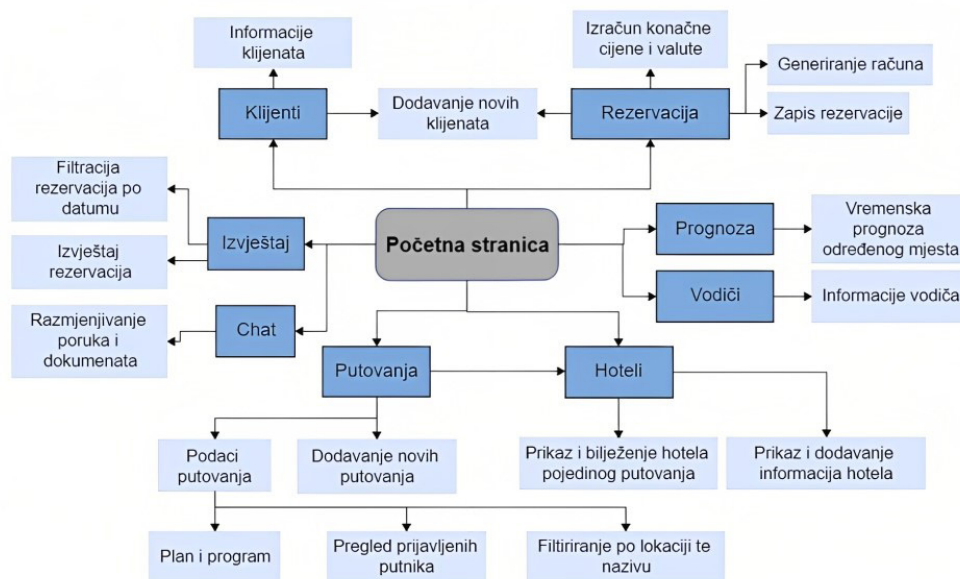 Informacije
klijenata
Izračun konačne
cijene i valute
Generiranje računa
Klijenti
Dodavanje novih
klijenata
Rezervacija
Zapis rezervacije
Filtracija
rezervacija po
datumu
Izvještaj
Početna stranica
Prognoza
Vremenska
prognoza
određenog mjesta
Izvještaj
rezervacija
Vodiči
Informacije vodiča
Razmjenjivanje
poruka i
dokumenata
Chat
Putovanja
Hoteli
Podaci
putovanja
Dodavanje novih
putovanja
Prikaz i bilježenje hotela
pojedinog putovanja
Prikaz i dodavanje
informacija hotela
Plan i program
Pregled prijavljenih
putnika
Filtiriranje po lokaciji te
nazivu